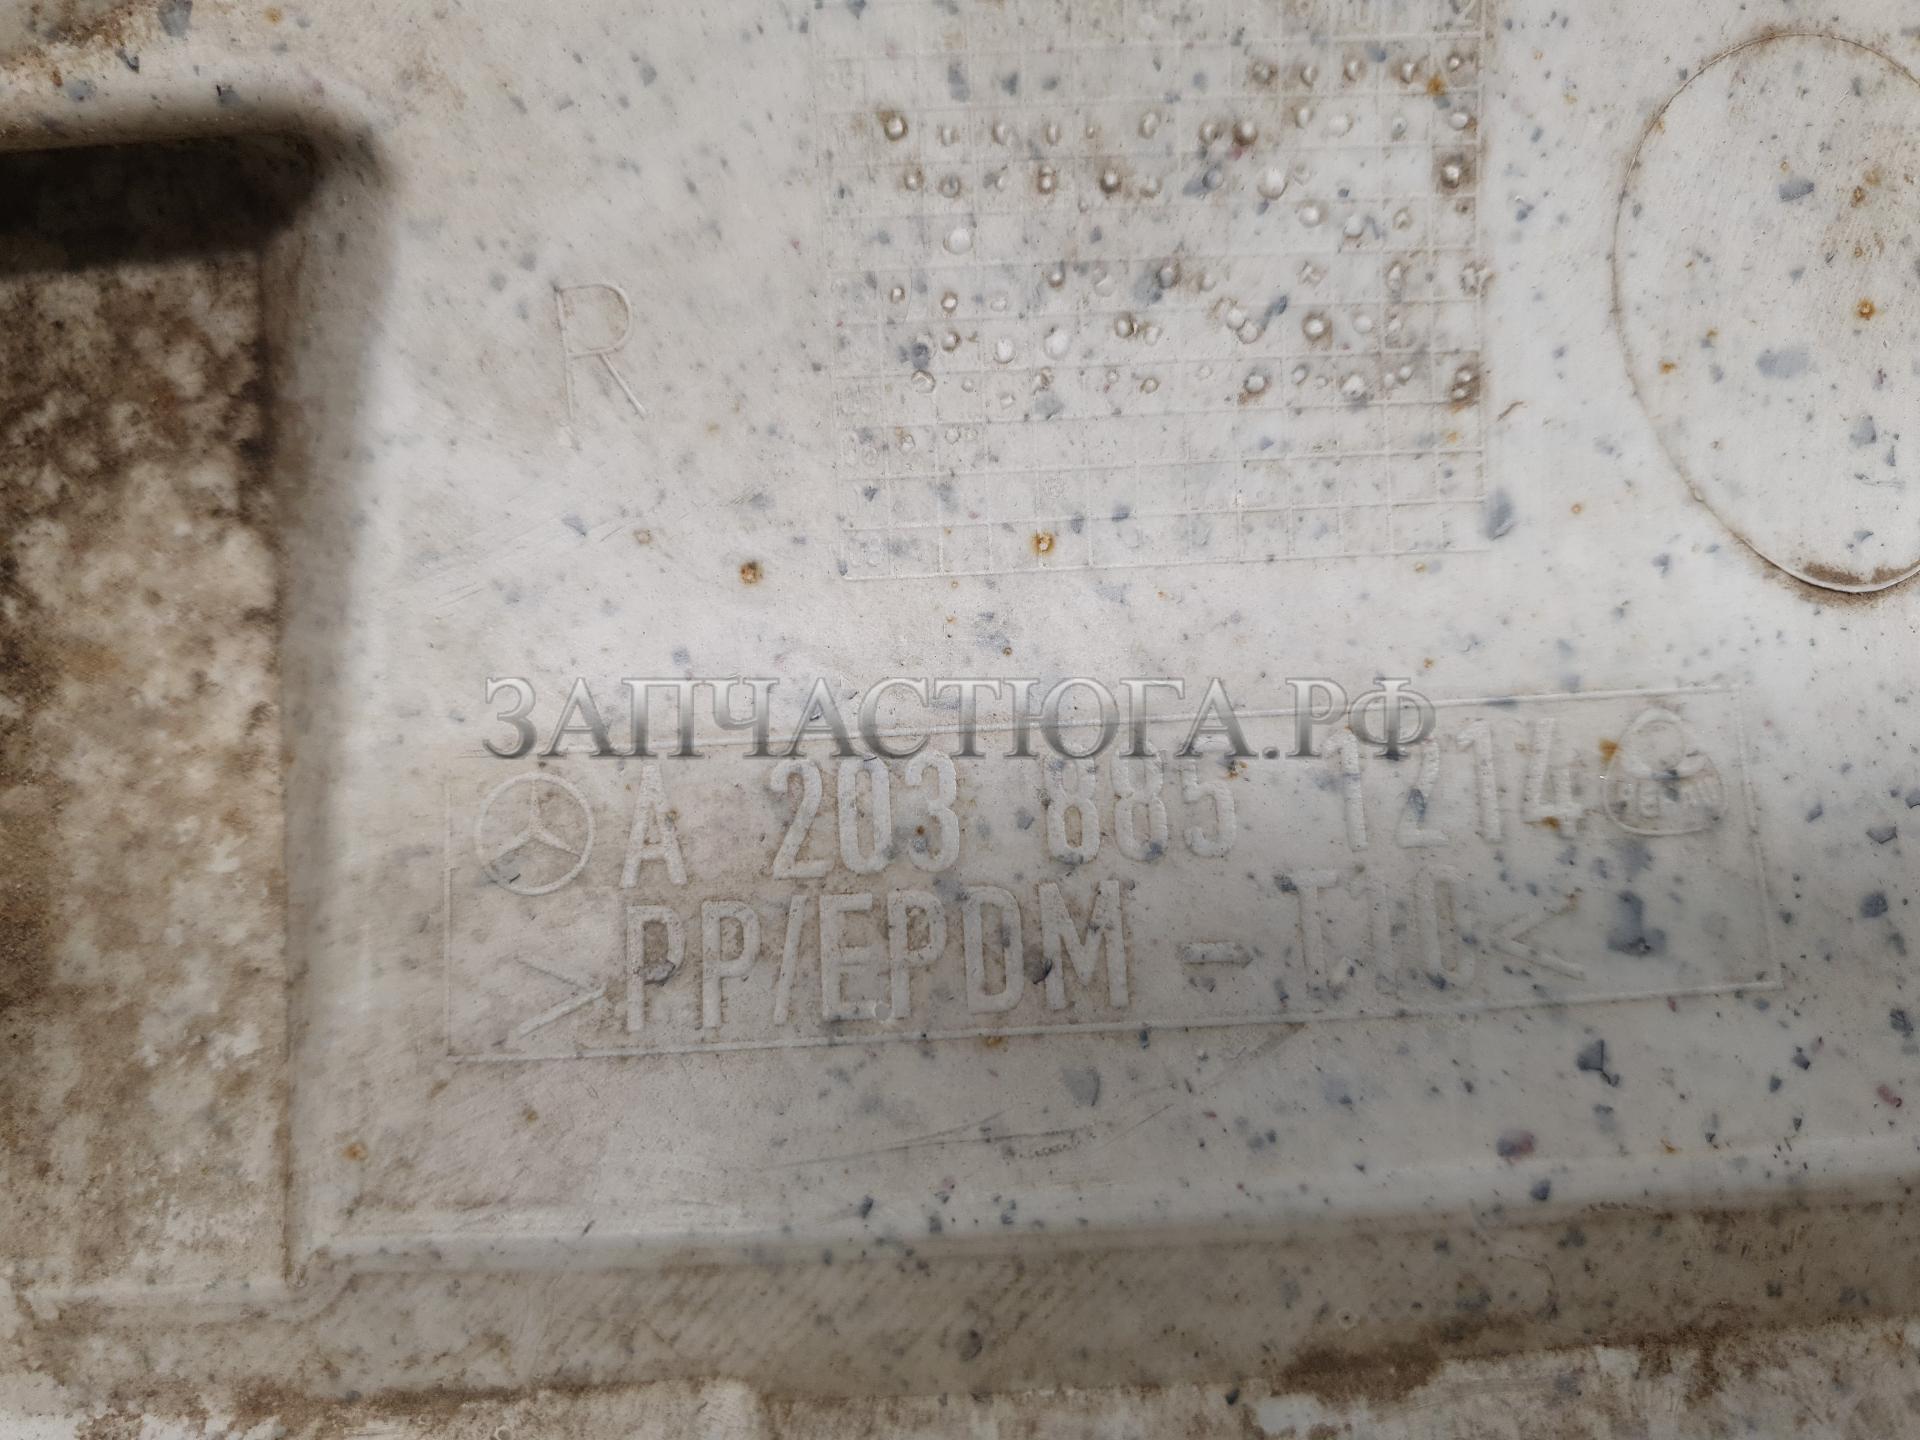 R
ЗАПЧАСТЮГА.РФ
A 203 885 1214
>PP/EPDM - T10<